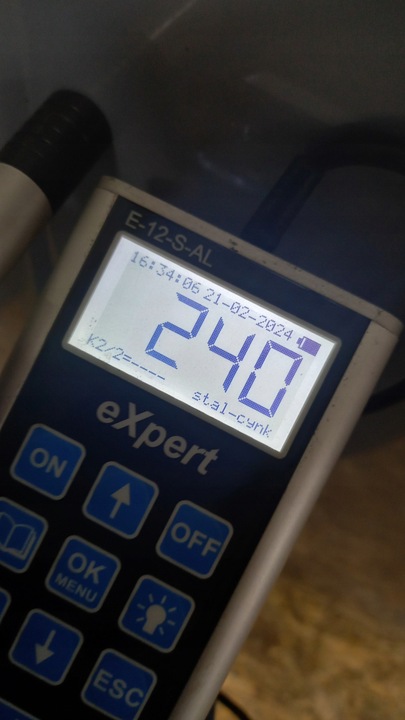 E-12-S-AL
16:34:06 21-02-2024
240
K2/2=----
stal-cynk
eXpert
ON
OFF
OK
MENU
ESC